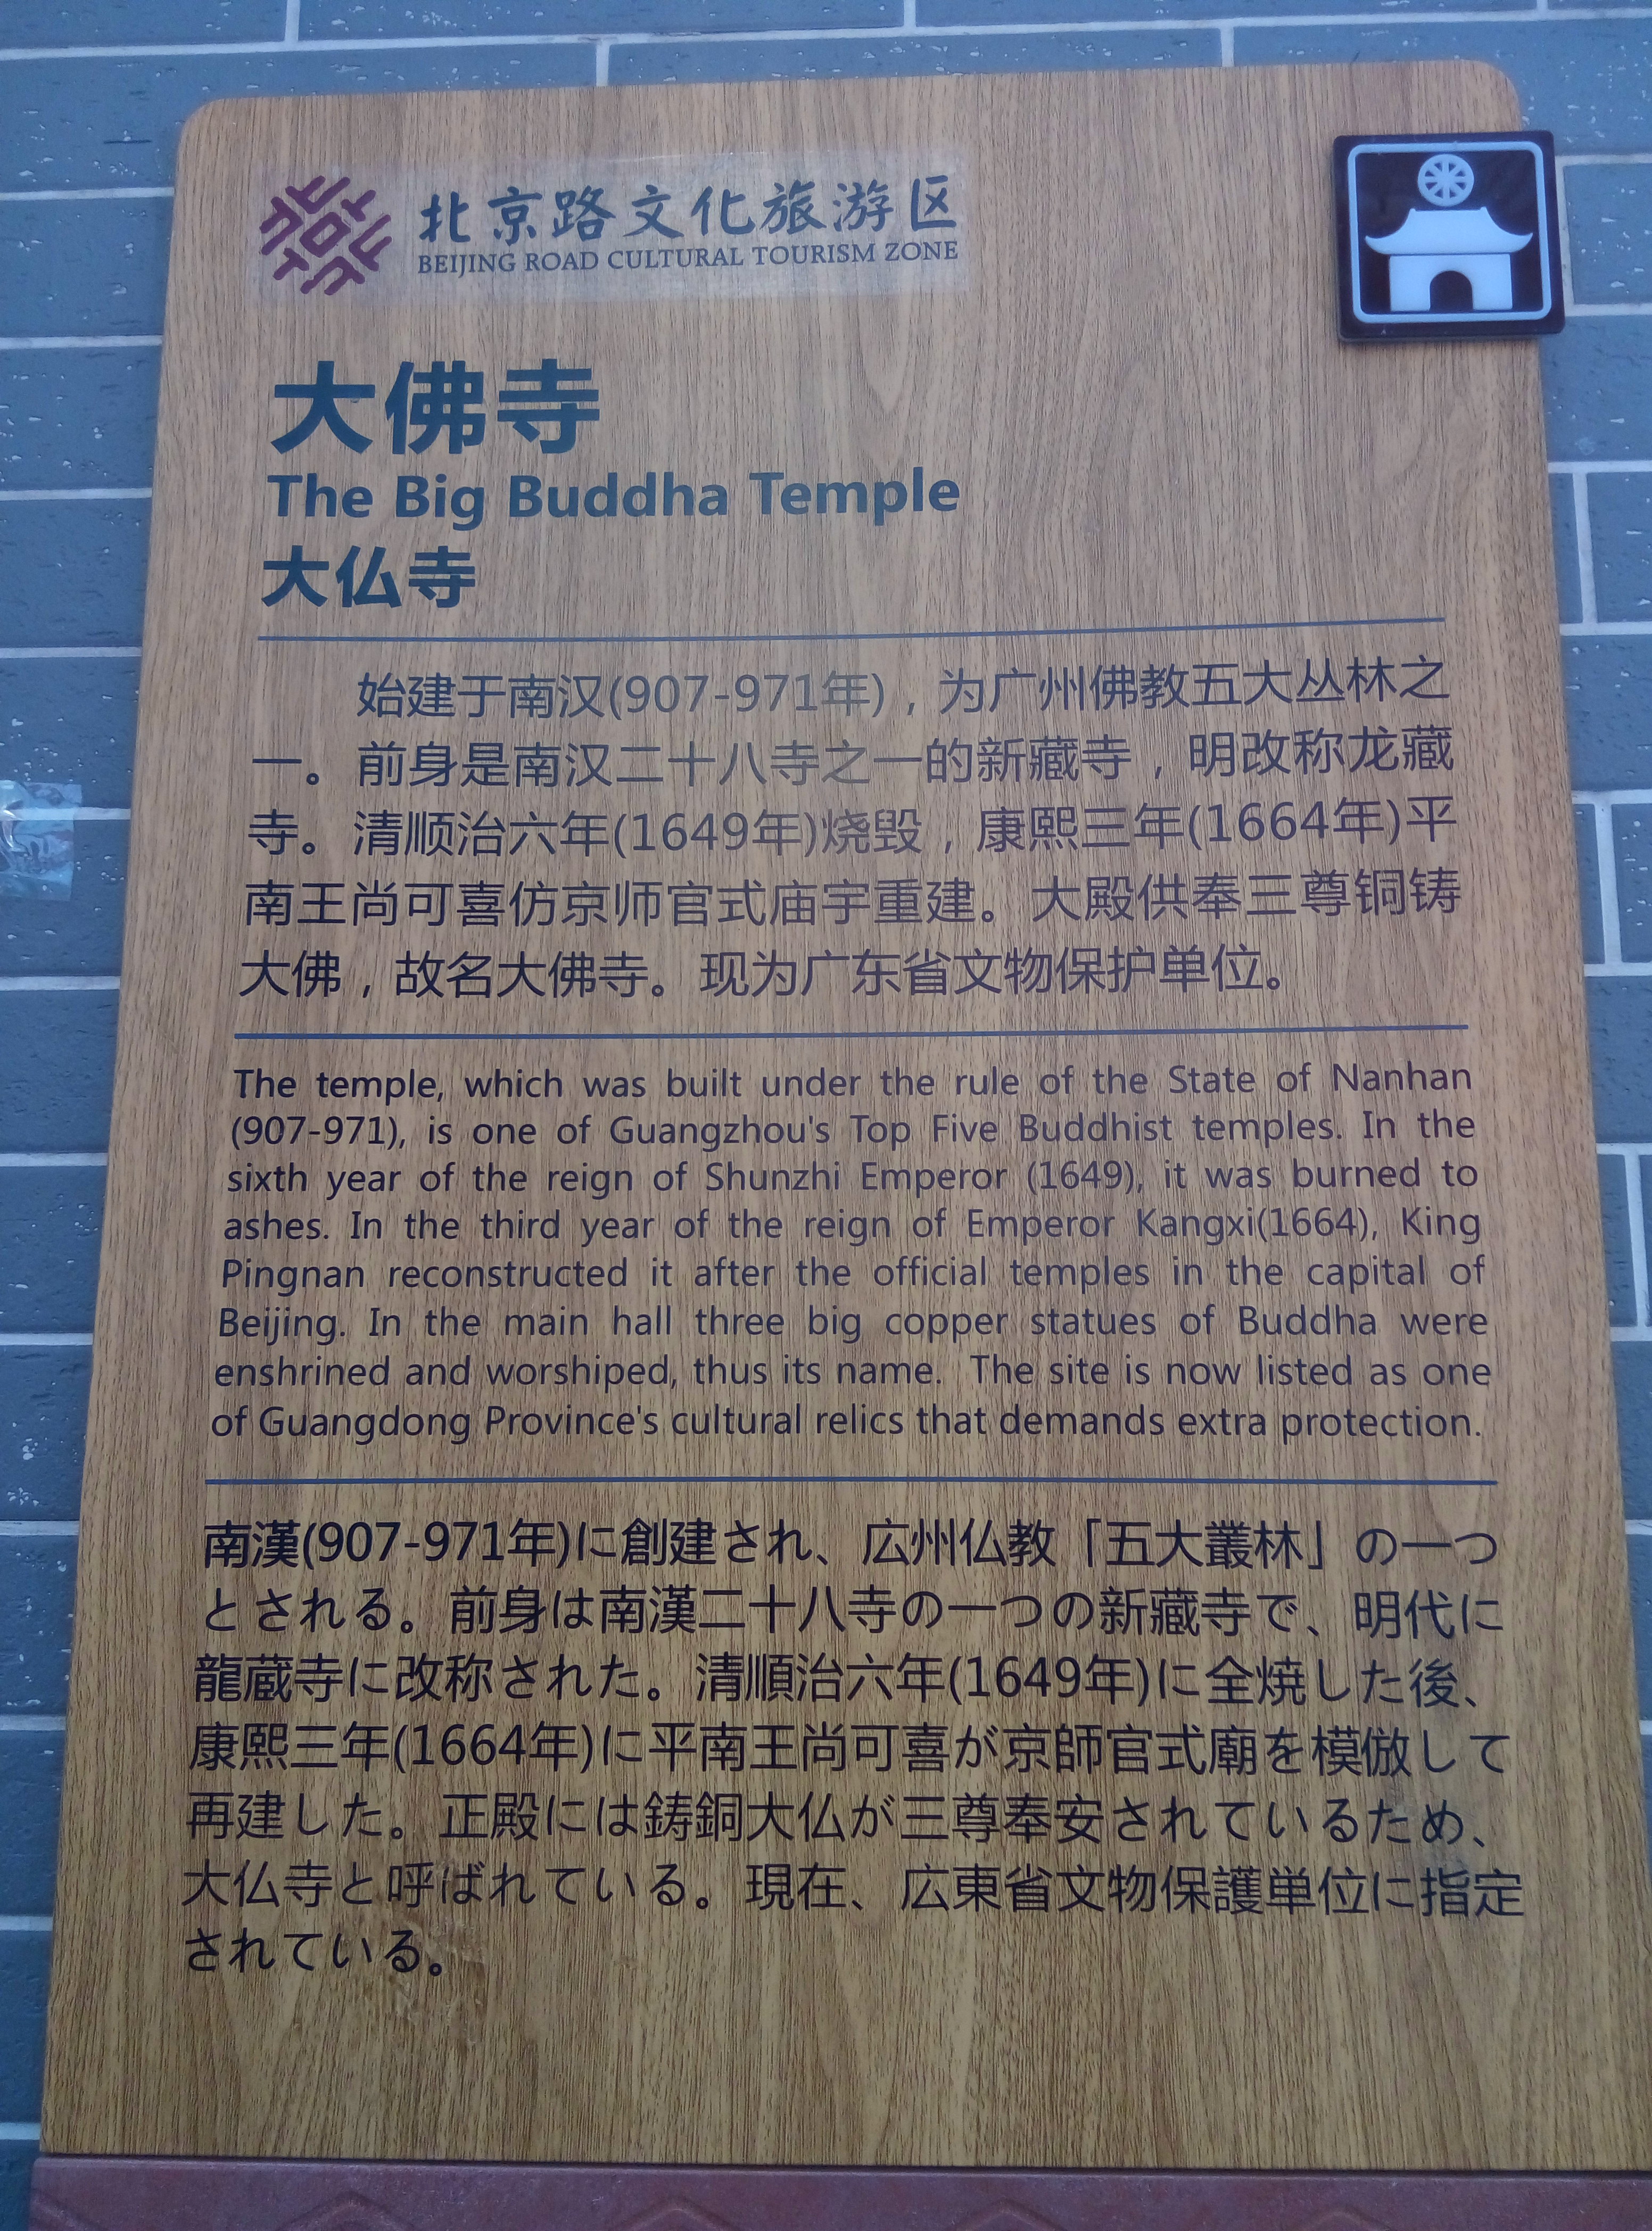 北京路文化旅游区
BEIJING ROAD CULTURAL TOURISM ZONE
大佛寺
The Big Buddha Temple
大仏寺
始建于南汉(907-971年)，为广州佛教五大丛林之
一。前身是南汉二十八寺之一的新藏寺，明改称龙藏
寺。清顺治六年(1649年)烧毁，康熙三年(1664年)平
南王尚可喜仿京师官式庙宇重建。大殿供奉三尊铜铸
大佛，故名大佛寺。现为广东省文物保护单位。
The temple, which was built under the rule of the State of Nanhan
(907-971), is one of Guangzhou's Top Five Buddhist temples. In the
sixth year of the reign of Shunzhi Emperor (1649), it was burned to
ashes. In the third year of the reign of Emperor Kangxi(1664), King
Pingnan reconstructed it after the official temples in the capital of
Beijing. In the main hall three big copper statues of Buddha were
enshrined and worshiped, thus its name. The site is now listed as one
of Guangdong Province's cultural relics that demands extra protection.
南漢(907-971年)に創建され、広州仏教「五大叢林」の一つ
とされる。前身は南漢二十八寺の一つの新藏寺で、明代に
龍蔵寺に改称された。清順治六年(1649年)に全焼した後、
康熙三年(1664年)に平南王尚可喜が京師官式廟を模倣して
再建した。正殿には鋳銅大仏が三尊奉安されているため、
大仏寺と呼ばれている。現在、広東省文物保護単位に指定
されている。